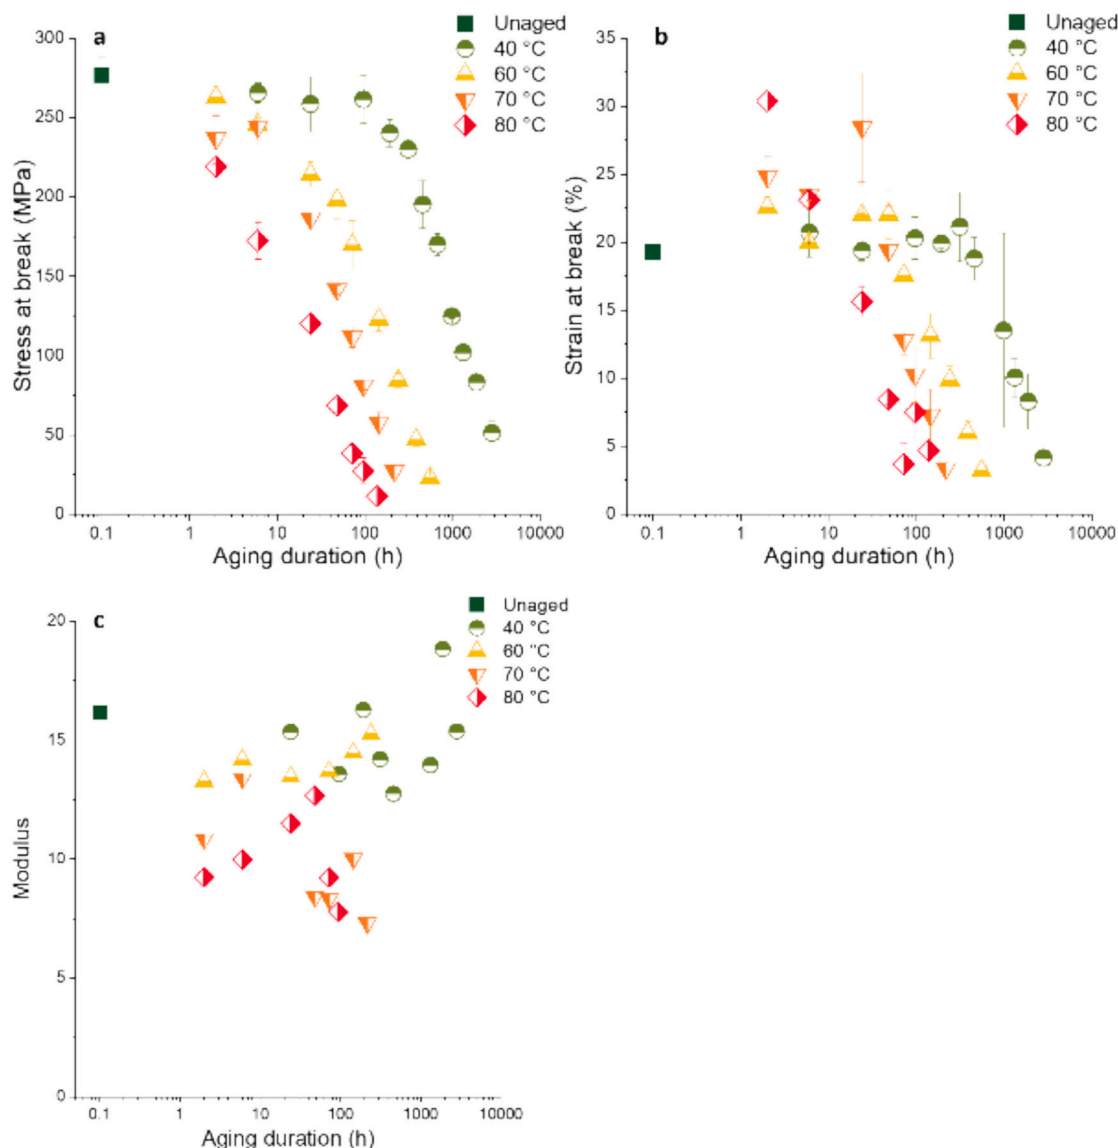 a
Unaged
40 °C
60 °C
70 °C
80 °C
300
250
200
150
100
50
0
Stress at break (MPa)
0.1 1 10 100 1000 10000
Aging duration (h)
b
Unaged
40 °C
60 °C
70 °C
80 °C
35
30
25
20
15
10
5
0
Strain at break (%)
0.1 1 10 100 1000 10000
Aging duration (h)
c
Unaged
40 °C
60 °C
70 °C
80 °C
20
15
10
5
0
Modulus
0.1 1 10 100 1000 10000
Aging duration (h)